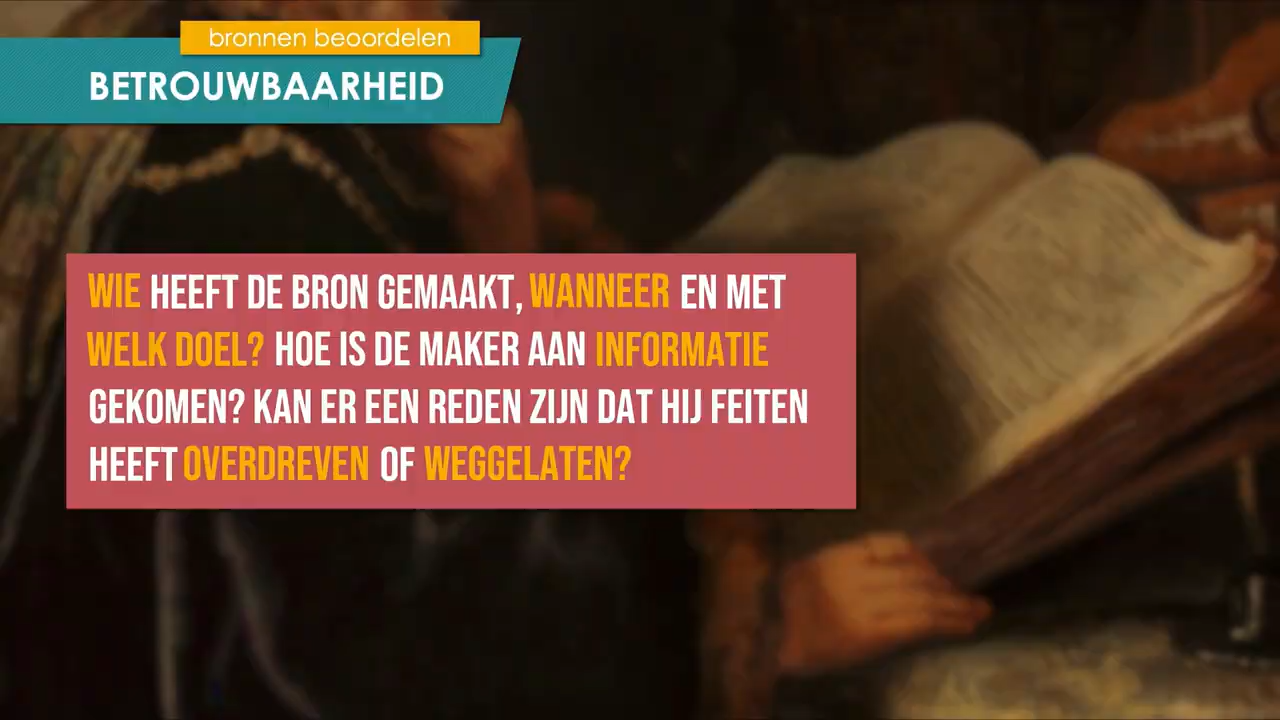 bronnen beoordelen
BETROUWBAARHEID
WIE HEEFT DE BRON GEMAAKT, WANNEER EN MET
WELK DOEL? HOE IS DE MAKER AAN INFORMATIE
GEKOMEN? KAN ER EEN REDEN ZIJN DAT HIJ FEITEN
HEEFT OVERDREVEN OF WEGGELATEN?